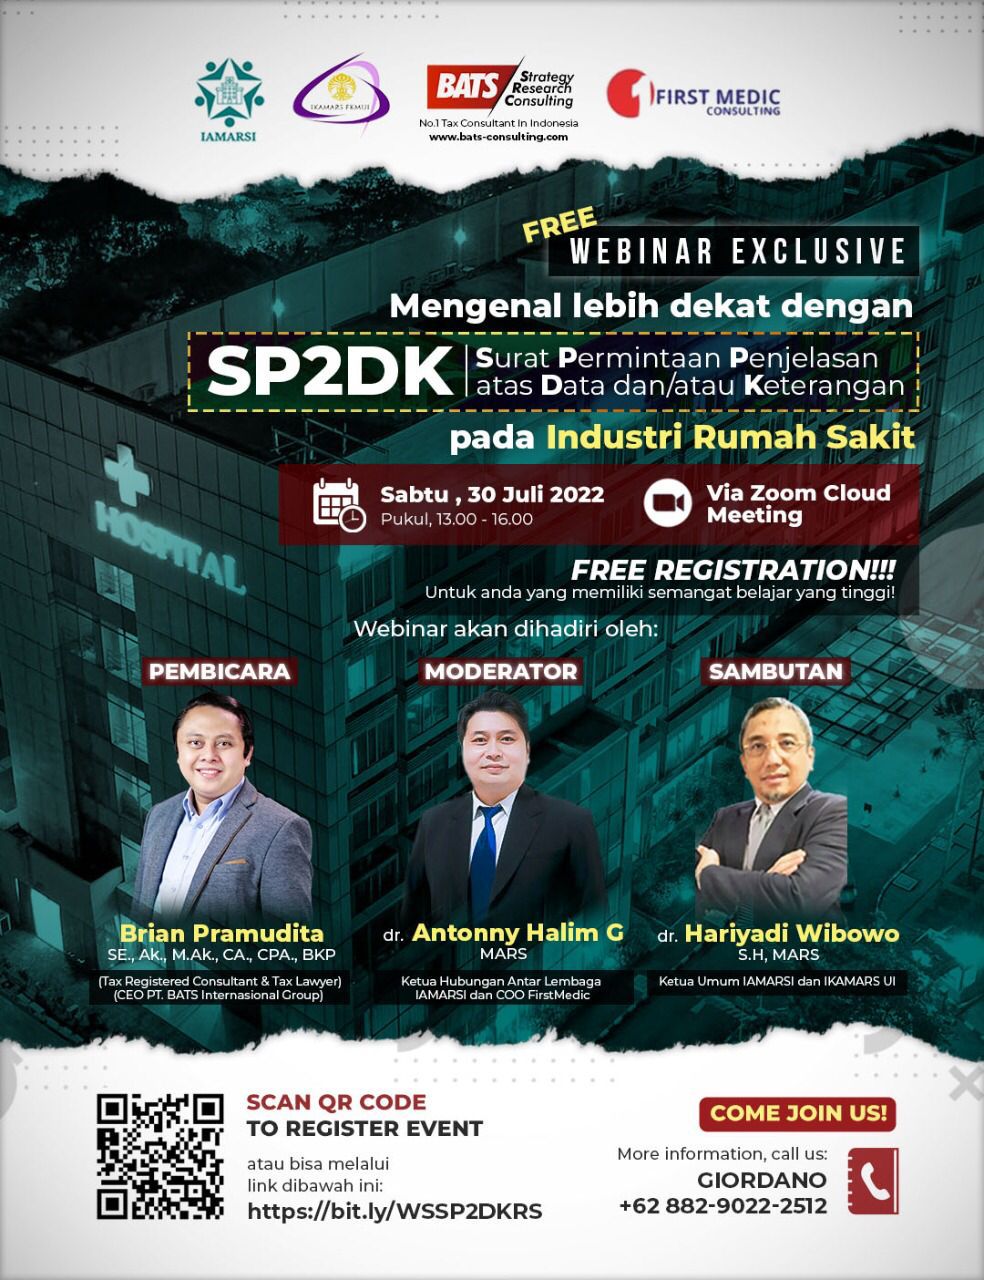 IAMARSI
IKAMARS FKMUI
BATS Strategy Research Consulting
No.1 Tax Consultant In Indonesia
www.bats-consulting.com
1 FIRST MEDIC
CONSULTING
FREE
WEBINAR EXCLUSIVE
Mengenal lebih dekat dengan
SP2DK
Surat Permintaan Penjelasan
atas Data dan/atau Keterangan
pada Industri Rumah Sakit
Sabtu , 30 Juli 2022
Pukul, 13.00 - 16.00
Via Zoom Cloud
Meeting
HOSPITAL
FREE REGISTRATION!!!
Untuk anda yang memiliki semangat belajar yang tinggi!
Webinar akan dihadiri oleh:
PEMBICARA
Brian Pramudita
SE., Ak., M.Ak., CA., CPA., BKP
(Tax Registered Consultant & Tax Lawyer)
(CEO PT. BATS Internasional Group)
MODERATOR
dr. Antonny Halim G
MARS
Ketua Hubungan Antar Lembaga
IAMARSI dan COO FirstMedic
SAMBUTAN
dr. Hariyadi Wibowo
S.H, MARS
Ketua Umum IAMARSI dan IKAMARS UI
SCAN QR CODE
TO REGISTER EVENT
atau bisa melalui
link dibawah ini:
https://bit.ly/WSSP2DKRS
COME JOIN US!
More information, call us:
GIORDANO
+62 882-9022-2512